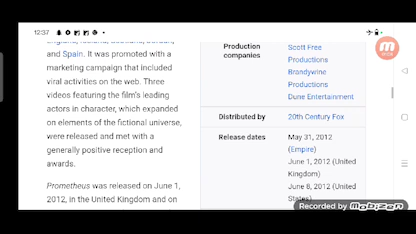 12:37
and Spain. It was promoted with a
marketing campaign that included
viral activities on the web. Three
videos featuring the film's leading
actors in character, which expanded
on elements of the fictional universe,
were released and met with a
generally positive reception and
awards.
Prometheus was released on June 1,
2012, in the United Kingdom and on
Production
companies
Scott Free
Productions
Brandywine
Productions
Dune Entertainment
Distributed by
20th Century Fox
Release dates
May 31, 2012
(Empire)
June 1, 2012 (United
Kingdom)
June 8, 2012 (United
States)
Recorded by Mobizen